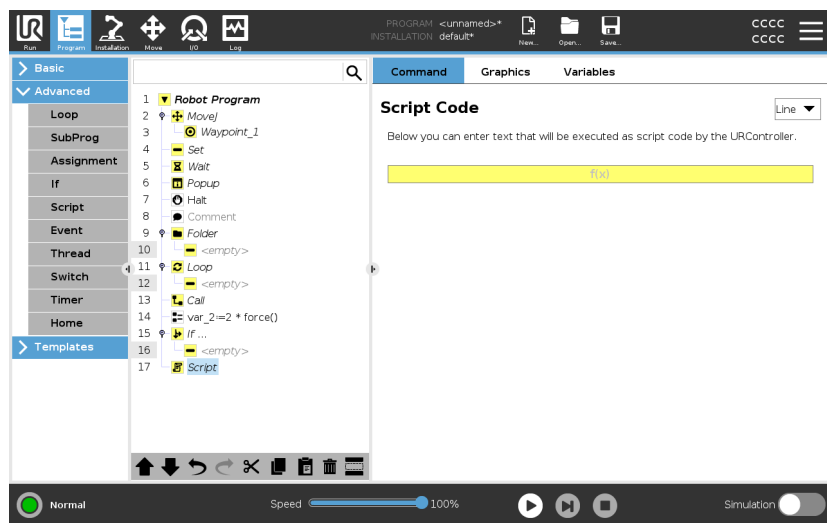 UR
PROGRAM <unnamed>*
INSTALLATION default*
CCCC
CCCC
Run Program Installation Move I/O Log New... Open... Save...
Basic
Advanced
Loop
SubProg
Assignment
If
Script
Event
Thread
Switch
Timer
Home
Templates
1 Robot Program
2 MoveJ
3 Waypoint_1
4 Set
5 Wait
6 Popup
7 Halt
8 Comment
9 Folder
10 <empty>
11 Loop
12 <empty>
13 Call
14 var_2≔2 * force()
15 If ...
16 <empty>
17 Script
Command Graphics Variables
Script Code
Line
Below you can enter text that will be executed as script code by the URController.
f(x)
Normal
Speed 100%
Simulation